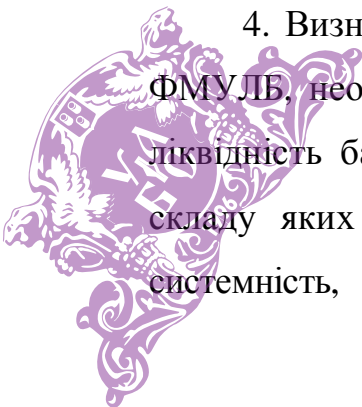 4. Визн
ФМУЛБ, нео
ліквідність ба
складу яких
системність,